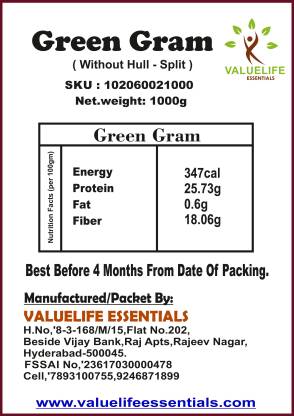 Green Gram
( Without Hull - Split )
VALUELIFE
ESSENTIALS
SKU : 102060021000
Net.weight: 1000g
Green Gram
Nutrition Facts (per 100gm)
Energy 347cal
Protein 25.73g
Fat 0.6g
Fiber 18.06g
Best Before 4 Months From Date Of Packing.
Manufactured/Packet By:
VALUELIFE ESSENTIALS
H.No,'8-3-168/M/15,Flat No.202,
Beside Vijay Bank,Raj Apts,Rajeev Nagar,
Hyderabad-500045.
FSSAI No,'23617030000478
Cell,'7893100755,9246871899
www.valuelifeessentials.com